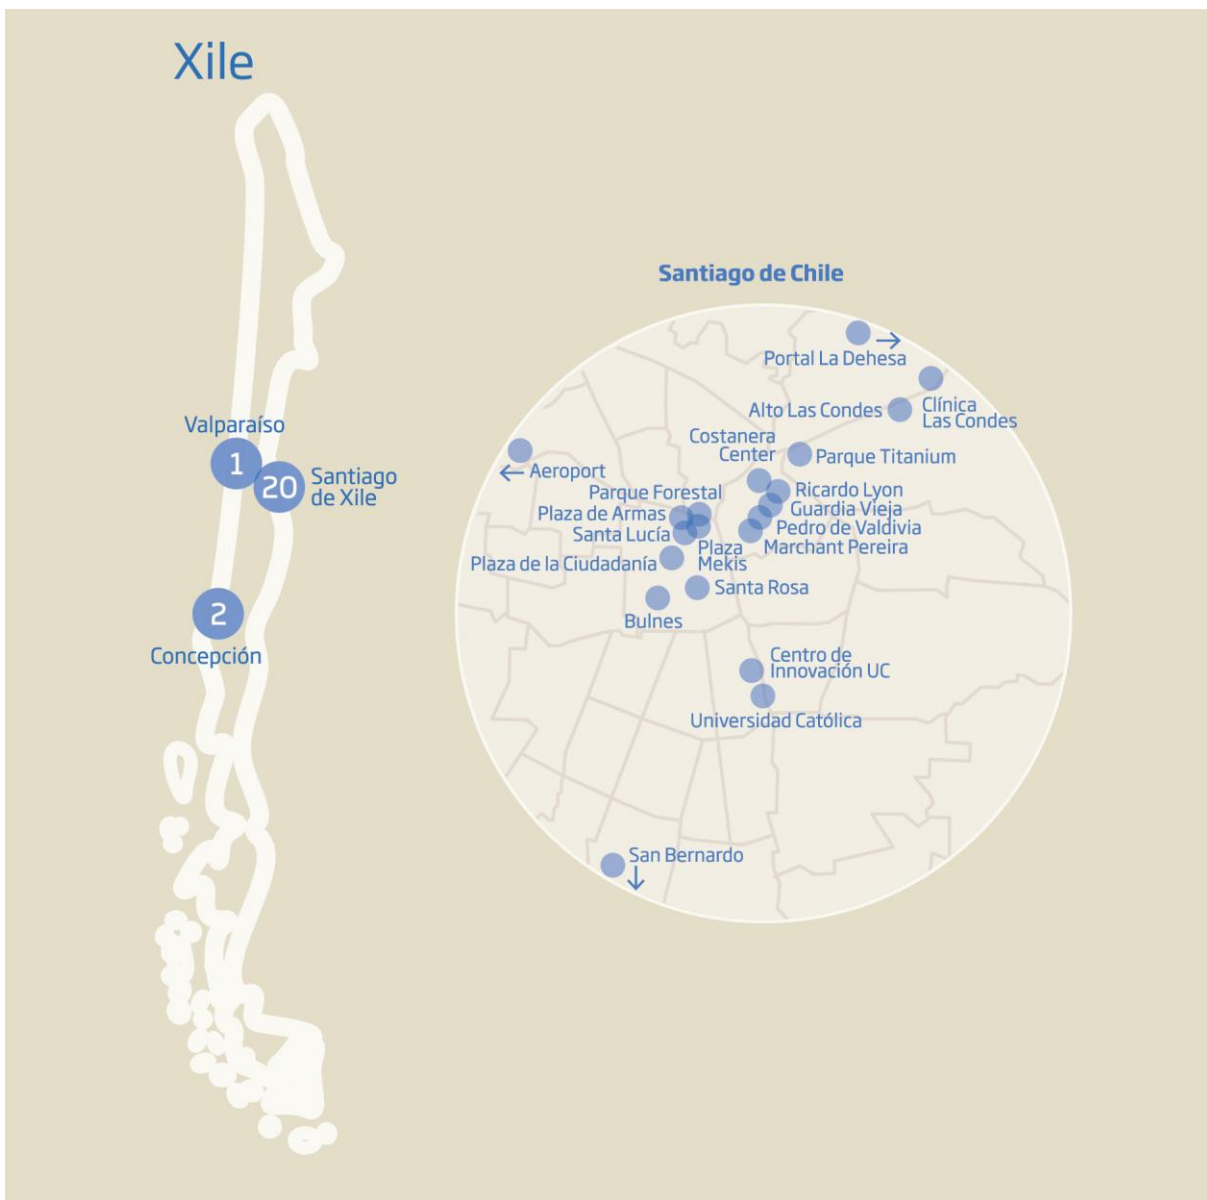 Xile
Valparaíso
1
20
Santiago
de Xile
2
Concepción
Santiago de Chile
Portal La Dehesa
→
Alto Las Condes
Clínica
Las Condes
Costanera
Center
Parque Titanium
← Aeroport
Parque Forestal
Ricardo Lyon
Plaza de Armas
Guardia Vieja
Santa Lucía
Pedro de Valdivia
Plaza
Mekis
Marchant Pereira
Plaza de la Ciudadanía
Santa Rosa
Bulnes
Centro de
Innovación UC
Universidad Católica
San Bernardo
↓